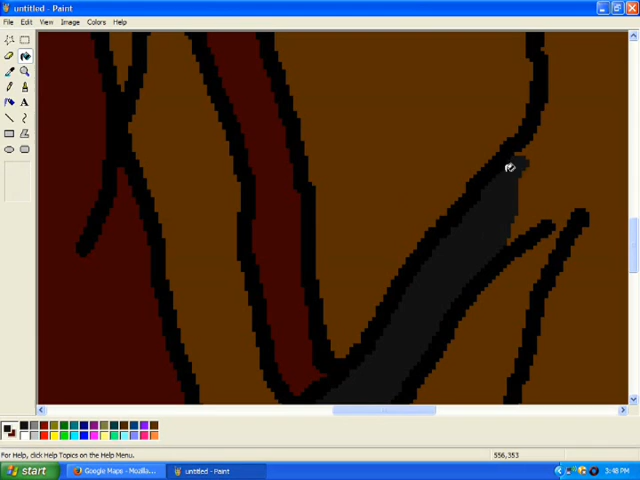 untitled - Paint
File Edit View Image Colors Help
A
For Help, click Help Topics on the Help Menu.
556,353
start
Google Maps - Mozilla...
untitled - Paint
3:48 PM